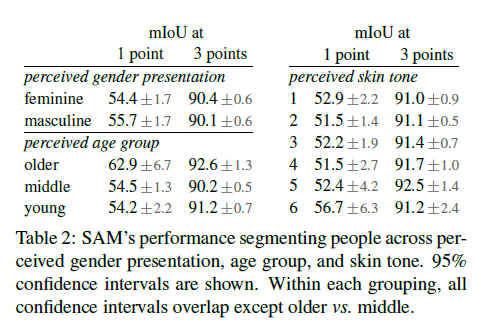 mIoU at
1 point 3 points
perceived gender presentation
feminine 54.4 ±1.7 90.4 ±0.6
masculine 55.7 ±1.7 90.1 ±0.6
perceived age group
older 62.9 ±6.7 92.6 ±1.3
middle 54.5 ±1.3 90.2 ±0.5
young 54.2 ±2.2 91.2 ±0.7
mIoU at
1 point 3 points
perceived skin tone
1 52.9 ±2.2 91.0 ±0.9
2 51.5 ±1.4 91.1 ±0.5
3 52.2 ±1.9 91.4 ±0.7
4 51.5 ±2.7 91.7 ±1.0
5 52.4 ±4.2 92.5 ±1.4
6 56.7 ±6.3 91.2 ±2.4
Table 2: SAM's performance segmenting people across per-
ceived gender presentation, age group, and skin tone. 95%
confidence intervals are shown. Within each grouping, all
confidence intervals overlap except older vs. middle.